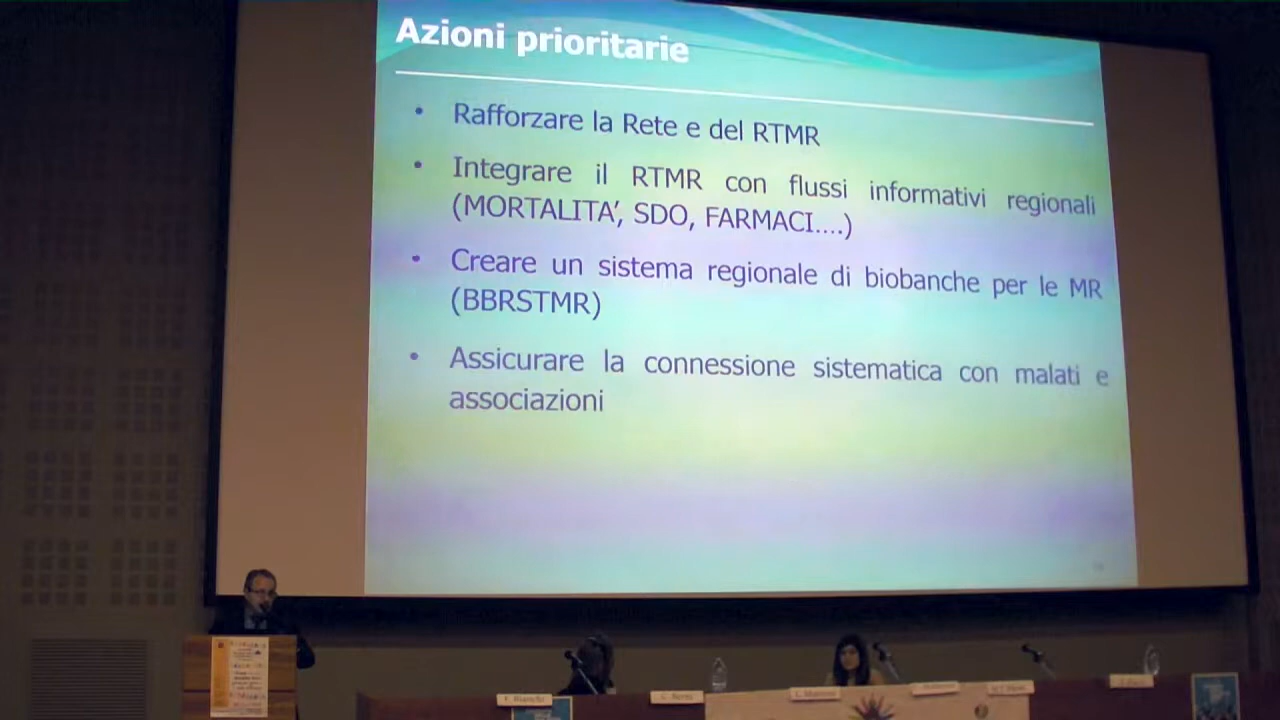 Azioni prioritarie
• Rafforzare la Rete e del RTMR
• Integrare il RTMR con flussi informativi regionali
(MORTALITA’, SDO, FARMACI....)
• Creare un sistema regionale di biobanche per le MR
(BBRSTMR)
• Assicurare la connessione sistematica con malati e
associazioni